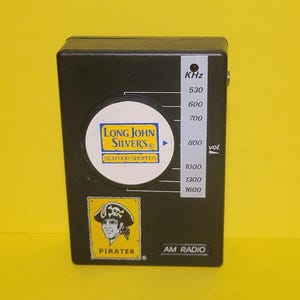 KHz
530
600
700
LONG JOHN
SILVER'S®
SEAFOOD SHOPPES
800
vol.
1000
1300
1600
PIRATES
®
AM RADIO